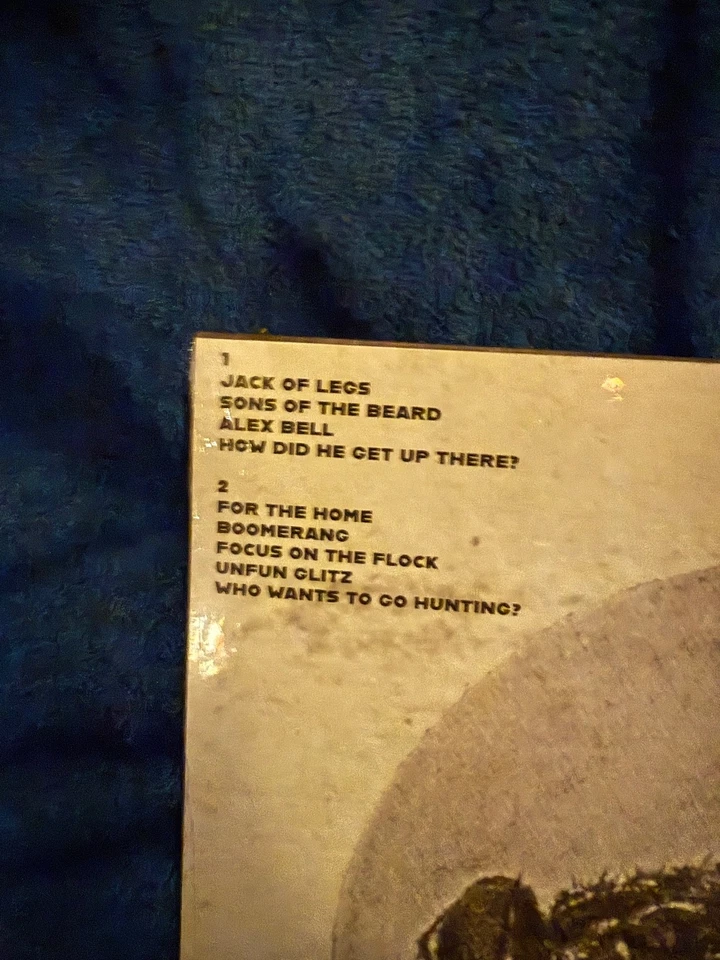 1
JACK OF LEGS
SONS OF THE BEARD
ALEX BELL
HOW DID HE GET UP THERE?
2
FOR THE HOME
BOOMERANG
FOCUS ON THE FLOCK
UNFUN GLITZ
WHO WANTS TO GO HUNTING?